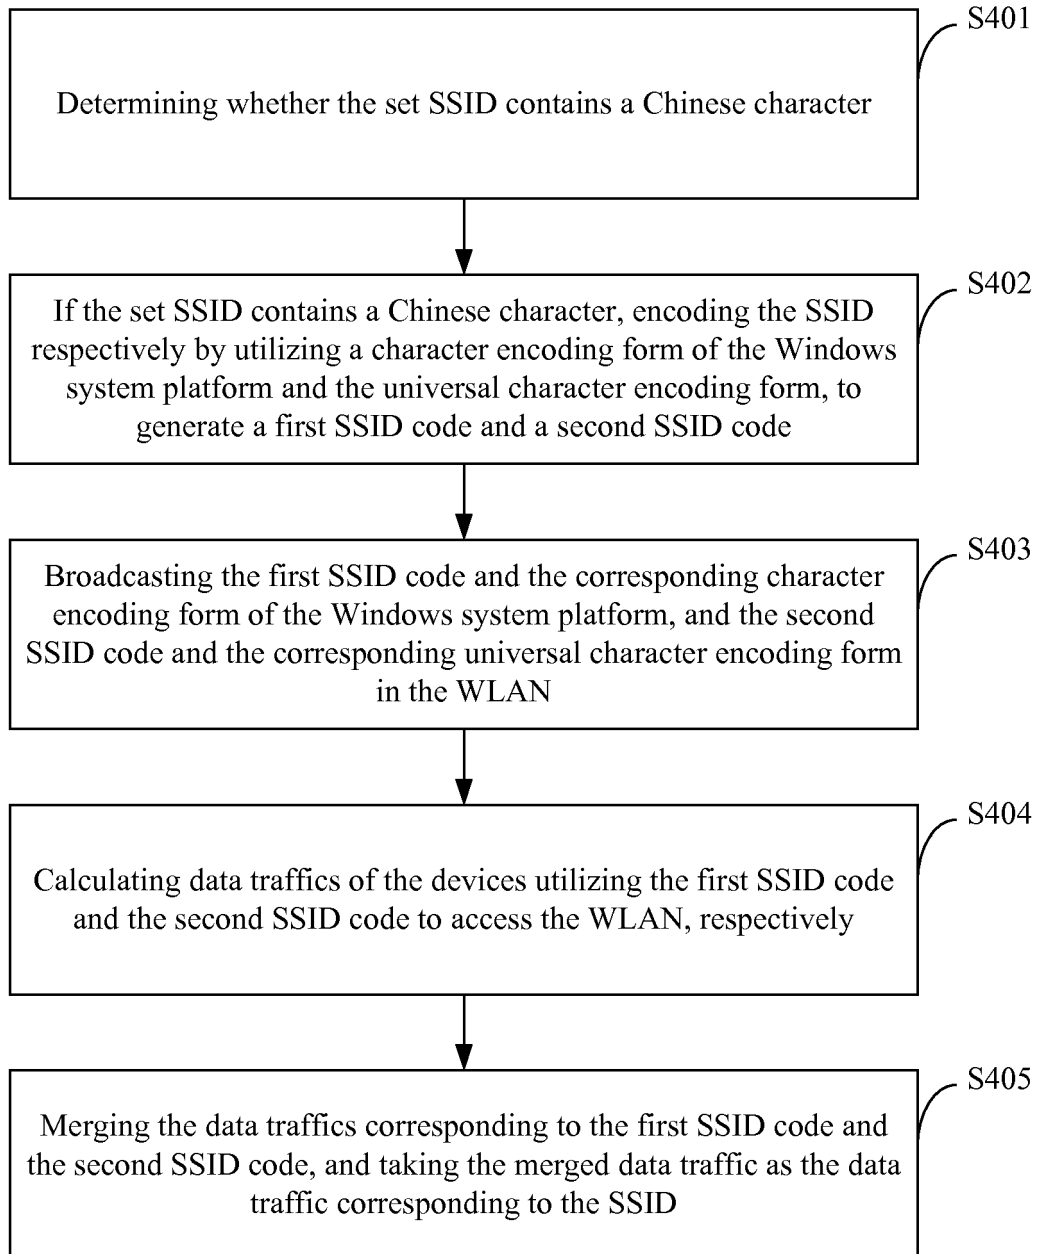 S401
Determining whether the set SSID contains a Chinese character
S402
If the set SSID contains a Chinese character, encoding the SSID
respectively by utilizing a character encoding form of the Windows
system platform and the universal character encoding form, to
generate a first SSID code and a second SSID code
S403
Broadcasting the first SSID code and the corresponding character
encoding form of the Windows system platform, and the second
SSID code and the corresponding universal character encoding form
in the WLAN
S404
Calculating data traffics of the devices utilizing the first SSID code
and the second SSID code to access the WLAN, respectively
S405
Merging the data traffics corresponding to the first SSID code and
the second SSID code, and taking the merged data traffic as the data
traffic corresponding to the SSID